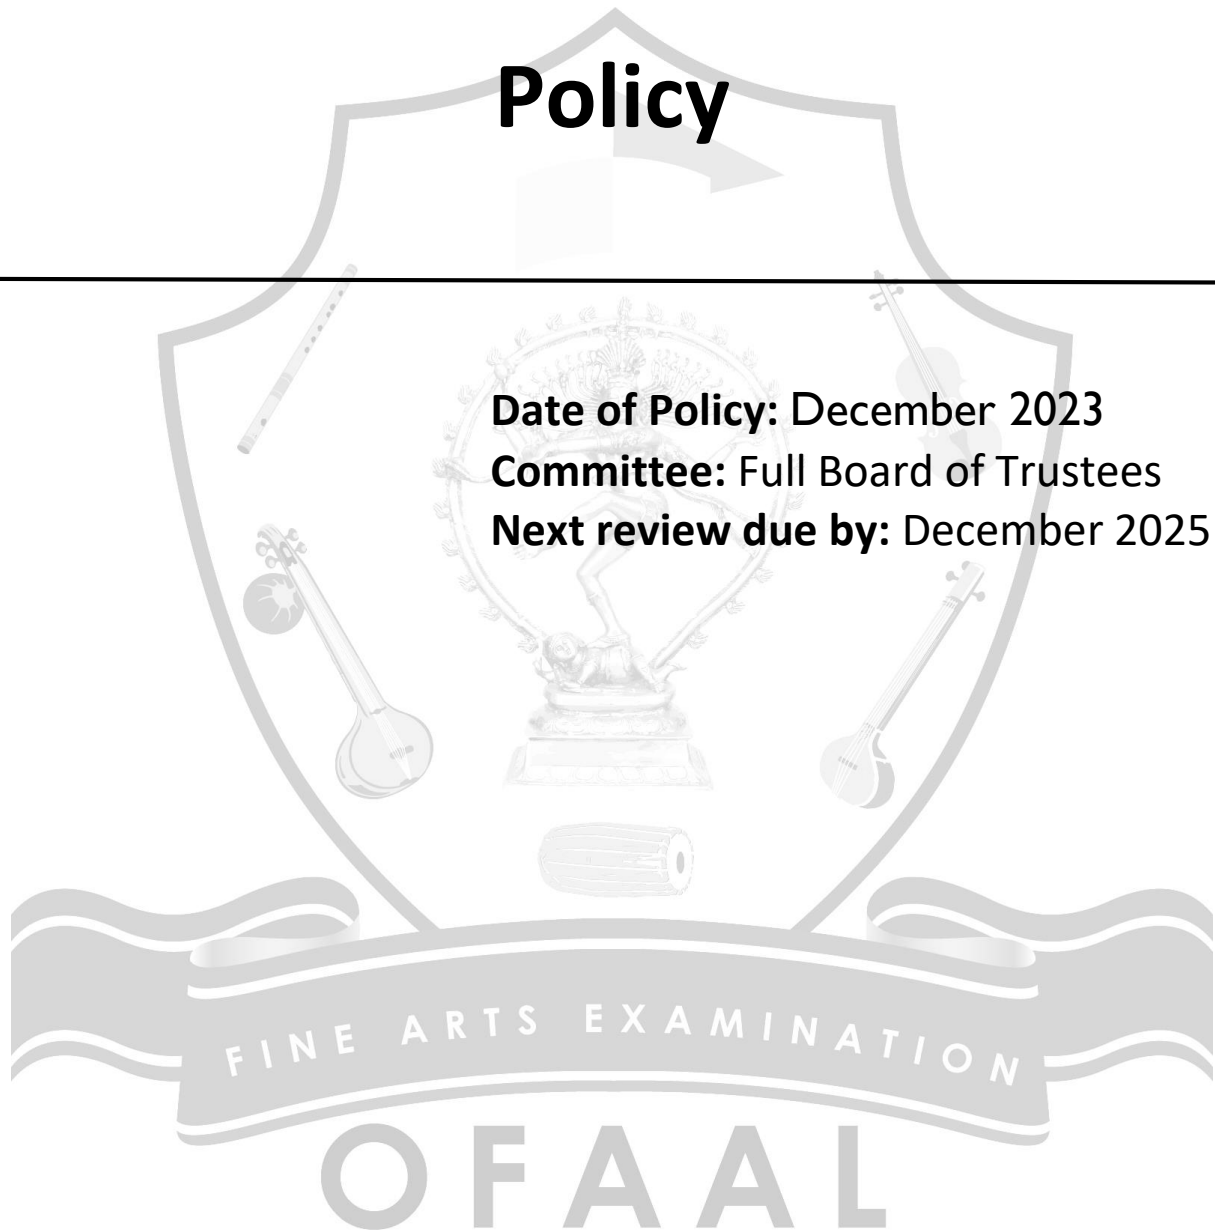 Policy
Date of Policy: December 2023
Committee: Full Board of Trustees
Next review due by: December 2025
FINE ARTS EXAMINATION
OFAAL